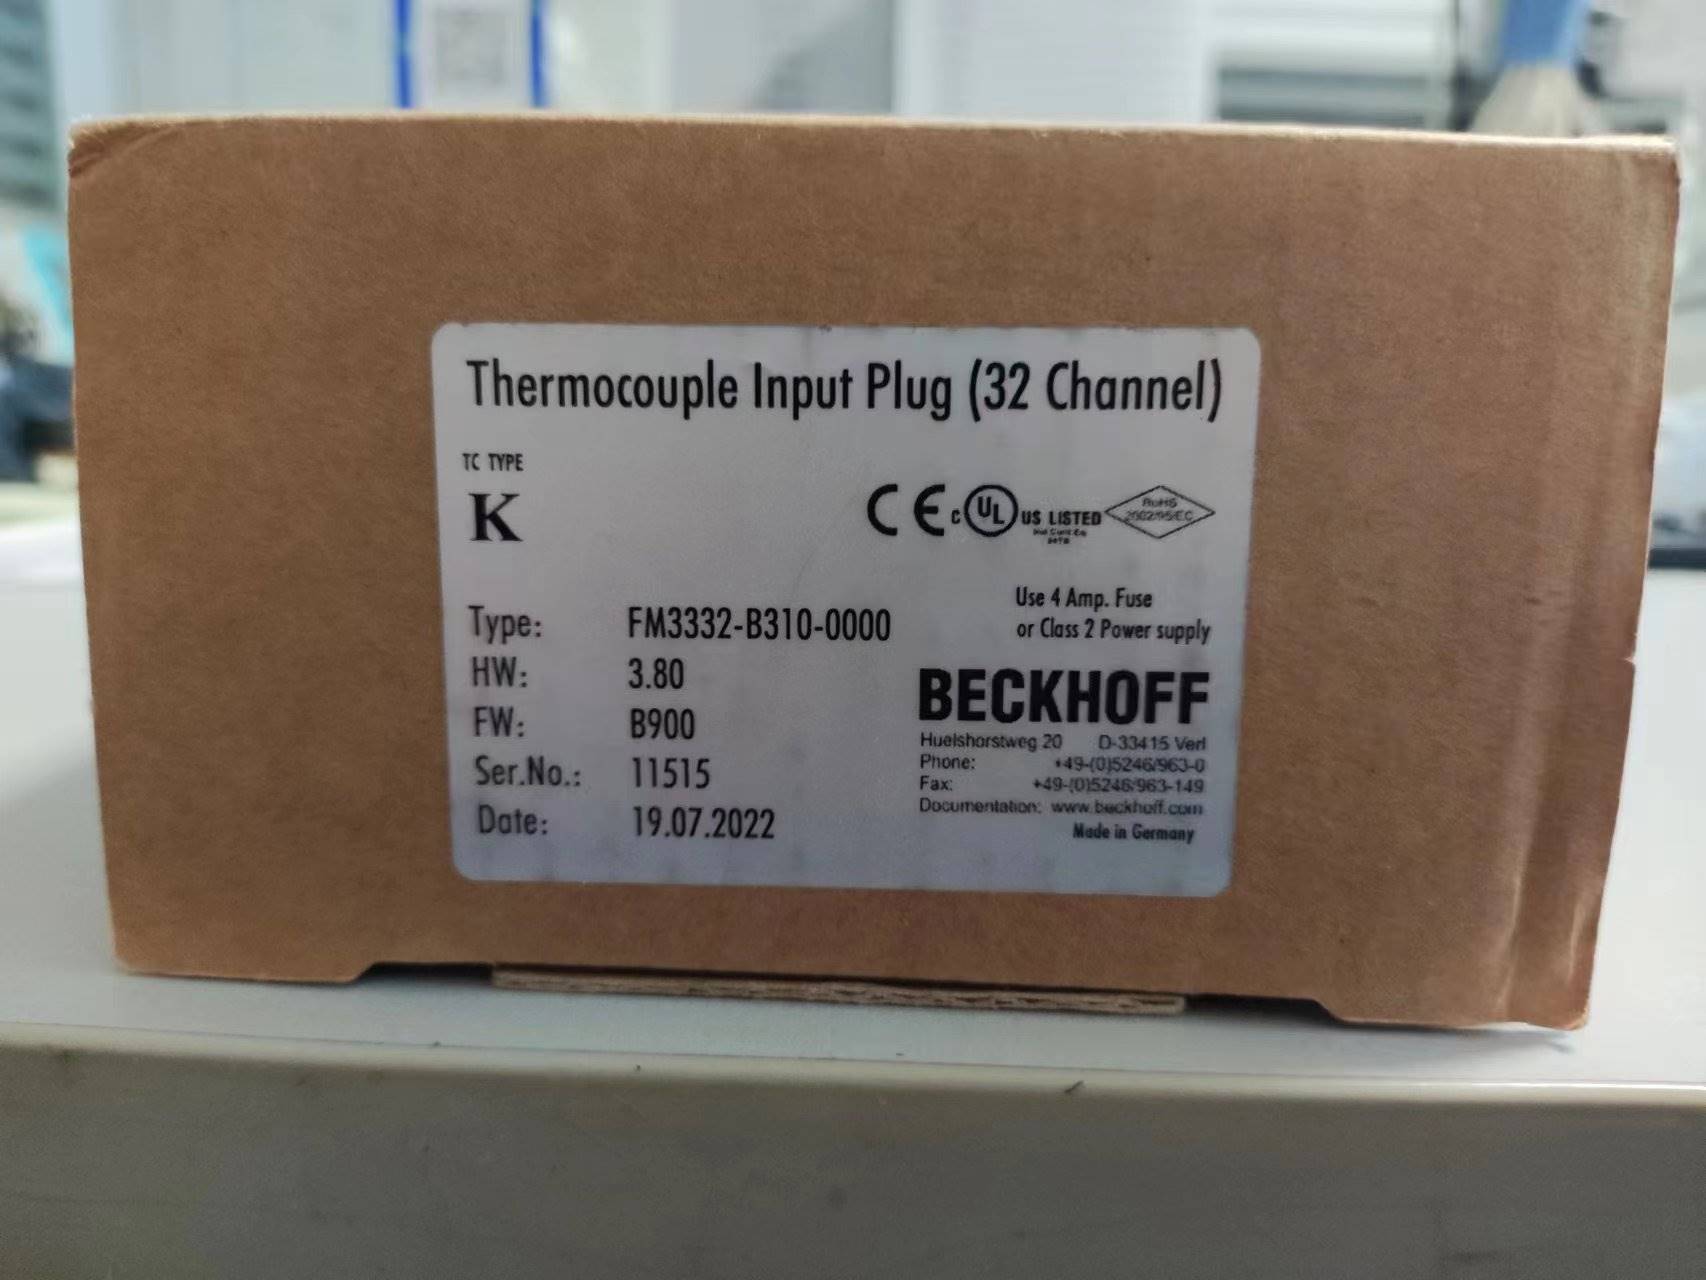 Thermocouple Input Plug (32 Channel)
TC TYPE
K
CE c UL US LISTED
RoHS
2002/95/EC
Use 4 Amp. Fuse
or Class 2 Power supply
Type: FM3332-B310-0000
HW: 3.80
FW: B900
Ser.No.: 11515
Date: 19.07.2022
BECKHOFF
Huelshorstweg 20 D-33415 Verl
Phone: +49-(0)5246/963-0
Fax: +49-(0)5246/963-149
Documentation: www.beckhoff.com
Made in Germany